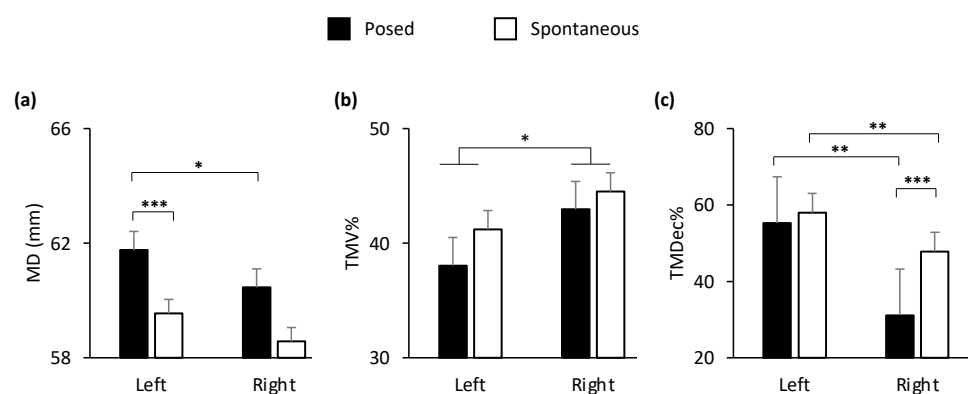 Posed Spontaneous
(a) (b) (c)
66
62
58
MD (mm)
*
***
Left Right
50
40
30
TMV%
*
Left Right
80
60
40
20
TMDec%
**
**
***
Left Right